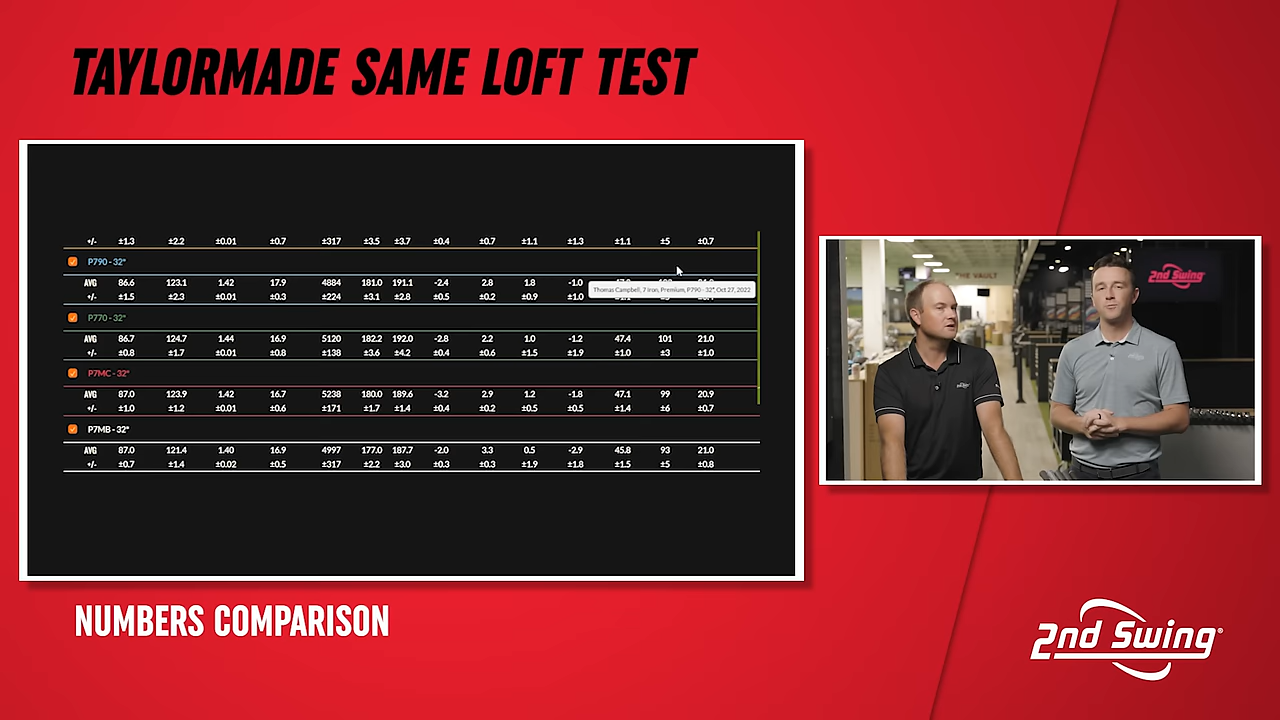 TAYLORMADE SAME LOFT TEST
+/- ±1.3 ±2.2 ±0.01 ±0.7 ±317 ±3.5 ±3.7 ±0.4 ±0.7 ±1.1 ±1.3 ±1.1 ±5 ±0.7
P790 - 32°
AVG 86.6 123.1 1.42 17.9 4884 181.0 191.1 -2.4 2.8 1.8 -1.0
+/- ±1.5 ±2.3 ±0.01 ±0.3 ±224 ±3.1 ±2.8 ±0.5 ±0.2 ±0.9 ±1.0
Thomas Campbell, 7 Iron, Premium, P790 - 32°, Oct 27, 2022
P770 - 32°
AVG 86.7 124.7 1.44 16.9 5120 182.2 192.0 -2.8 2.2 1.0 -1.2 47.4 101 21.0
+/- ±0.8 ±1.7 ±0.01 ±0.8 ±138 ±3.6 ±4.2 ±0.4 ±0.6 ±1.5 ±1.9 ±1.0 ±3 ±1.0
P7MC - 32°
AVG 87.0 123.9 1.42 16.7 5238 180.0 189.6 -3.2 2.9 1.2 -1.8 47.1 99 20.9
+/- ±1.0 ±1.2 ±0.01 ±0.6 ±171 ±1.7 ±1.4 ±0.4 ±0.2 ±0.5 ±0.5 ±1.4 ±6 ±0.7
P7MB - 32°
AVG 87.0 121.4 1.40 16.9 4997 177.0 187.7 -2.0 3.3 0.5 -2.9 45.8 93 21.0
+/- ±0.7 ±1.4 ±0.02 ±0.5 ±317 ±2.2 ±3.0 ±0.3 ±0.3 ±1.9 ±1.8 ±1.5 ±5 ±0.8
THE VAULT
2nd Swing
NUMBERS COMPARISON
2nd Swing®